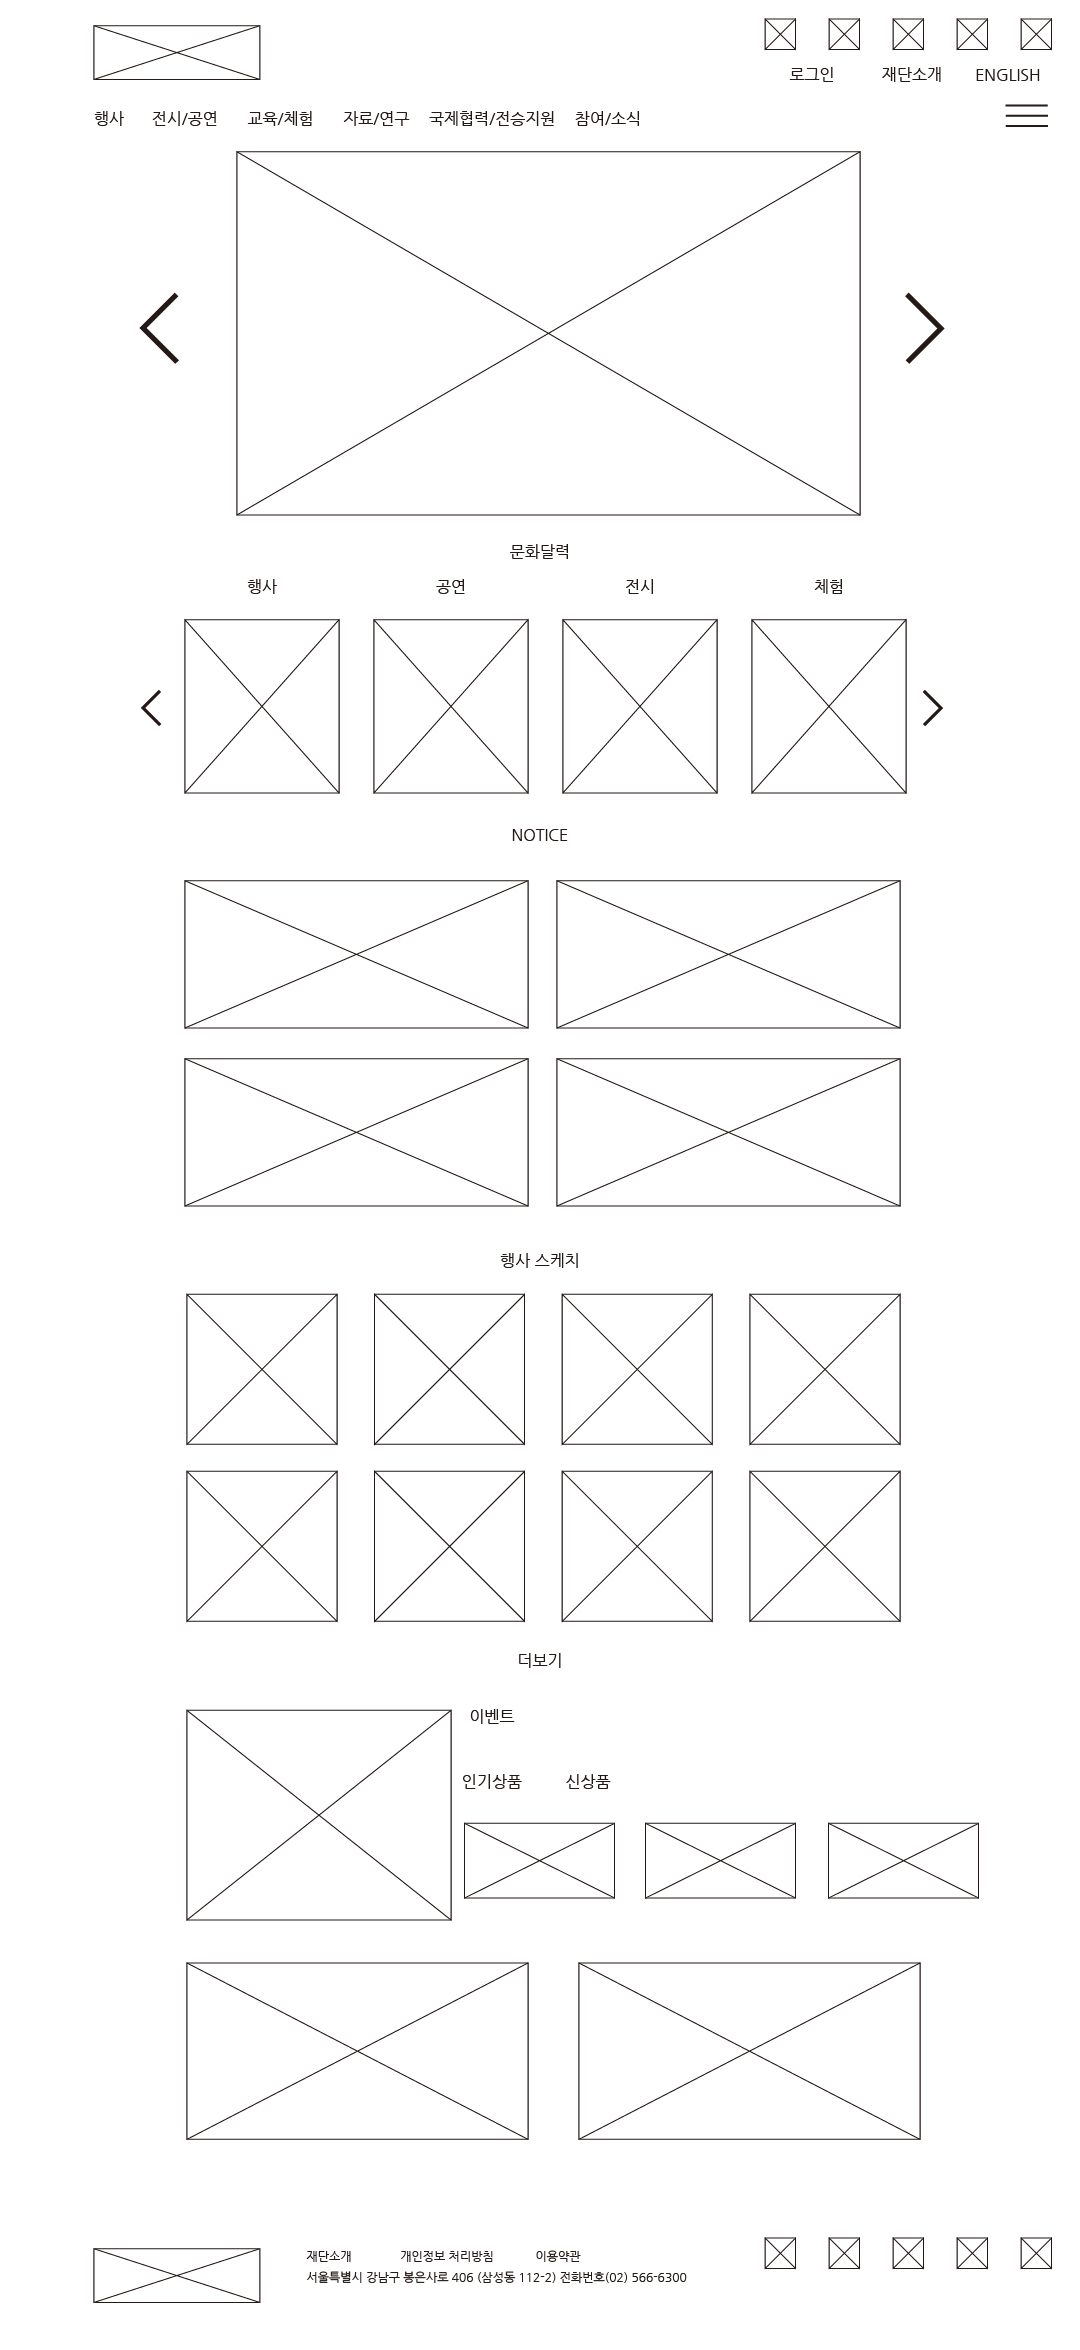 로그인 재단소개 ENGLISH
행사 전시/공연 교육/체험 자료/연구 국제협력/전승지원 참여/소식
문화달력
행사 공연 전시 체험
NOTICE
행사 스케치
더보기
이벤트
인기상품 신상품
재단소개 개인정보 처리방침 이용약관
서울특별시 강남구 봉은사로 406 (삼성동 112-2) 전화번호(02) 566-6300